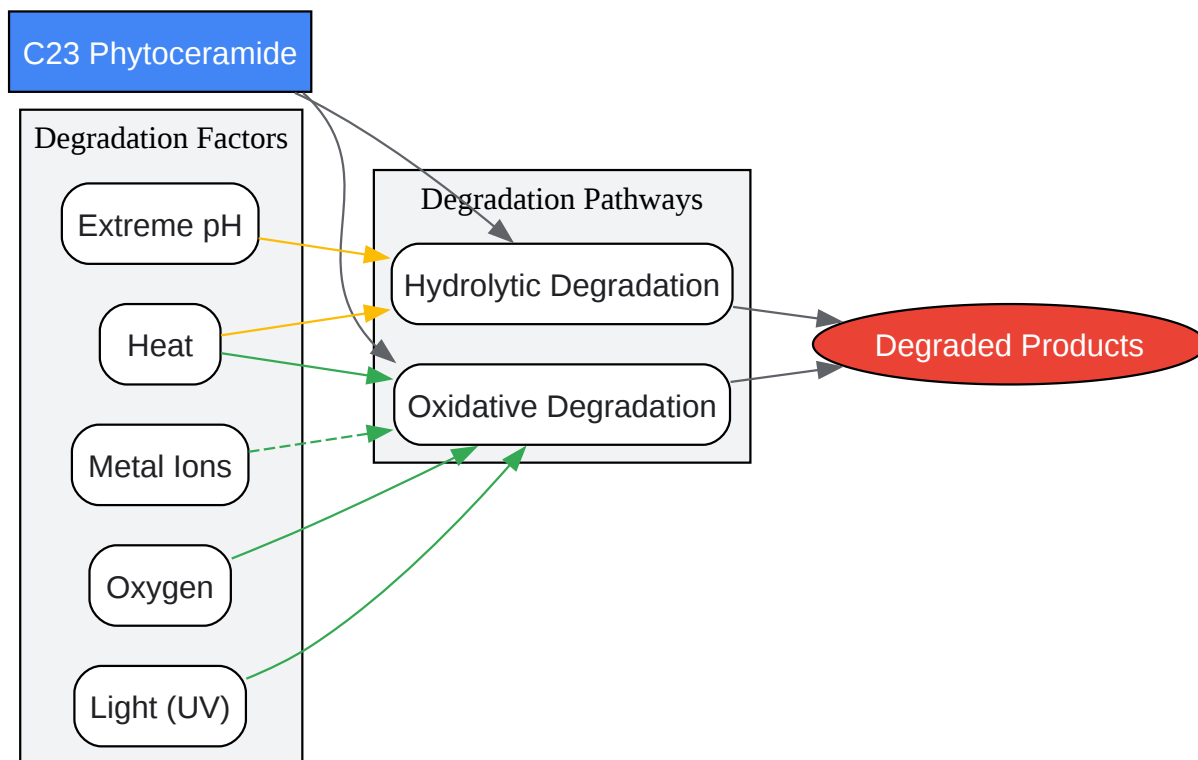 C23 Phytoceramide
Degradation Factors
Extreme pH
Heat
Metal Ions
Oxygen
Light (UV)
Degradation Pathways
Hydrolytic Degradation
Oxidative Degradation
Degraded Products